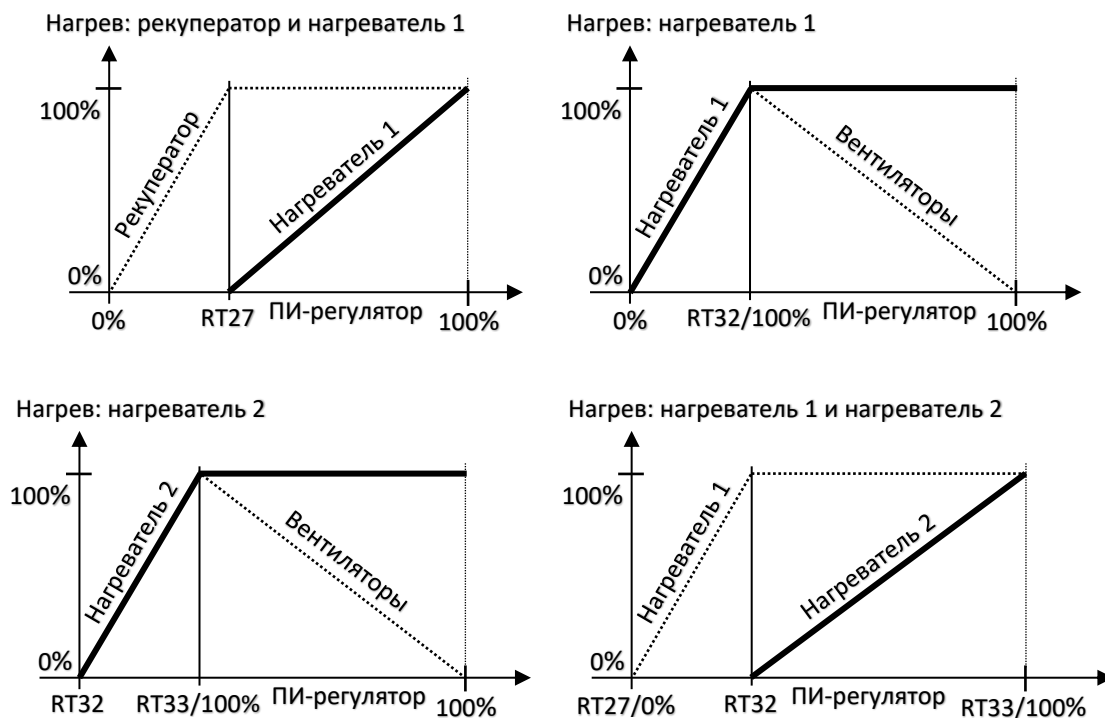 Нагрев: рекуператор и нагреватель 1
100%
Рекуператор
Нагреватель 1
0%
0%
RT27
ПИ-регулятор
100%
Нагрев: нагреватель 1
100%
Нагреватель 1
Вентиляторы
0%
0%
RT32/100%
ПИ-регулятор
100%
Нагрев: нагреватель 2
100%
Нагреватель 2
Вентиляторы
0%
RT32
RT33/100%
ПИ-регулятор
100%
Нагрев: нагреватель 1 и нагреватель 2
100%
Нагреватель 1
Нагреватель 2
0%
RT27/0%
RT32
ПИ-регулятор
RT33/100%